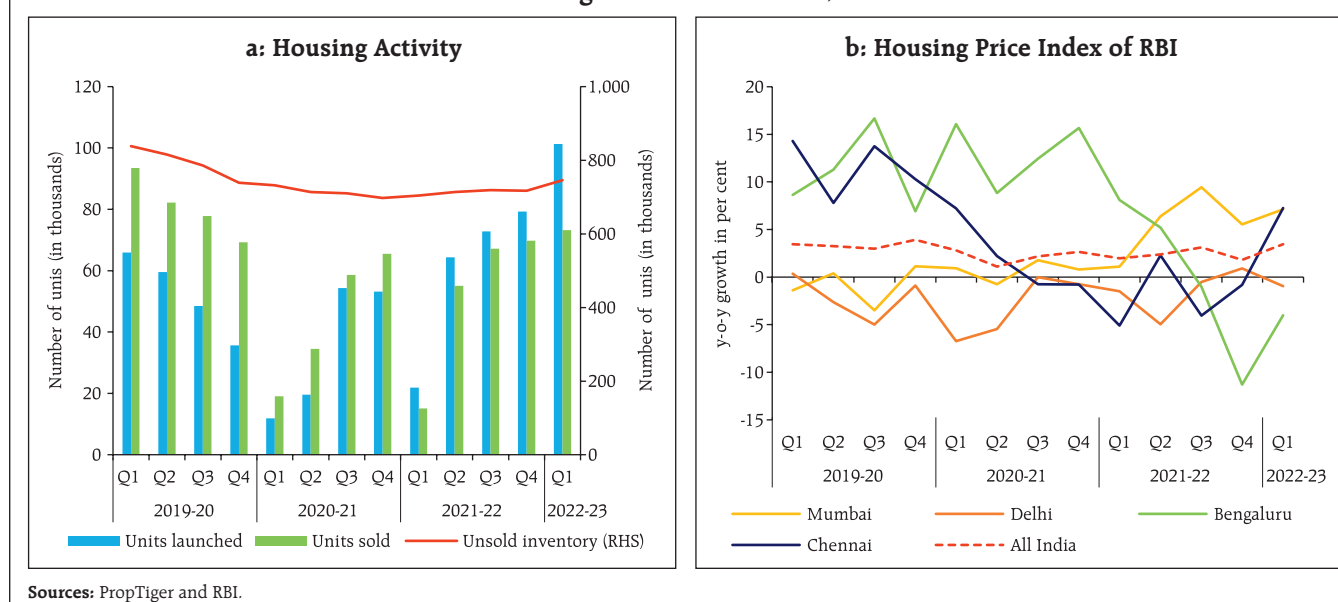 a: Housing Activity
120
100
80
60
40
20
0
1,000
800
600
400
200
0
Number of unis (in thousands)
Number of unis (in thousands)
Q1 Q2 Q3 Q4 Q1 Q2 Q3 Q4 Q1 Q2 Q3 Q4 Q1
2019-20 2020-21 2021-22 2022-23
Units launched Units sold Unsold inventory (RHS)
b: Housing Price Index of RBI
20
15
10
5
0
-5
-10
-15
y-o-y growth in per cent
Q1 Q2 Q3 Q4 Q1 Q2 Q3 Q4 Q1 Q2 Q3 Q4 Q1
2019-20 2020-21 2021-22 2022-23
Mumbai Delhi Bengaluru
Chennai All India
Sources: PropTiger and RBI.